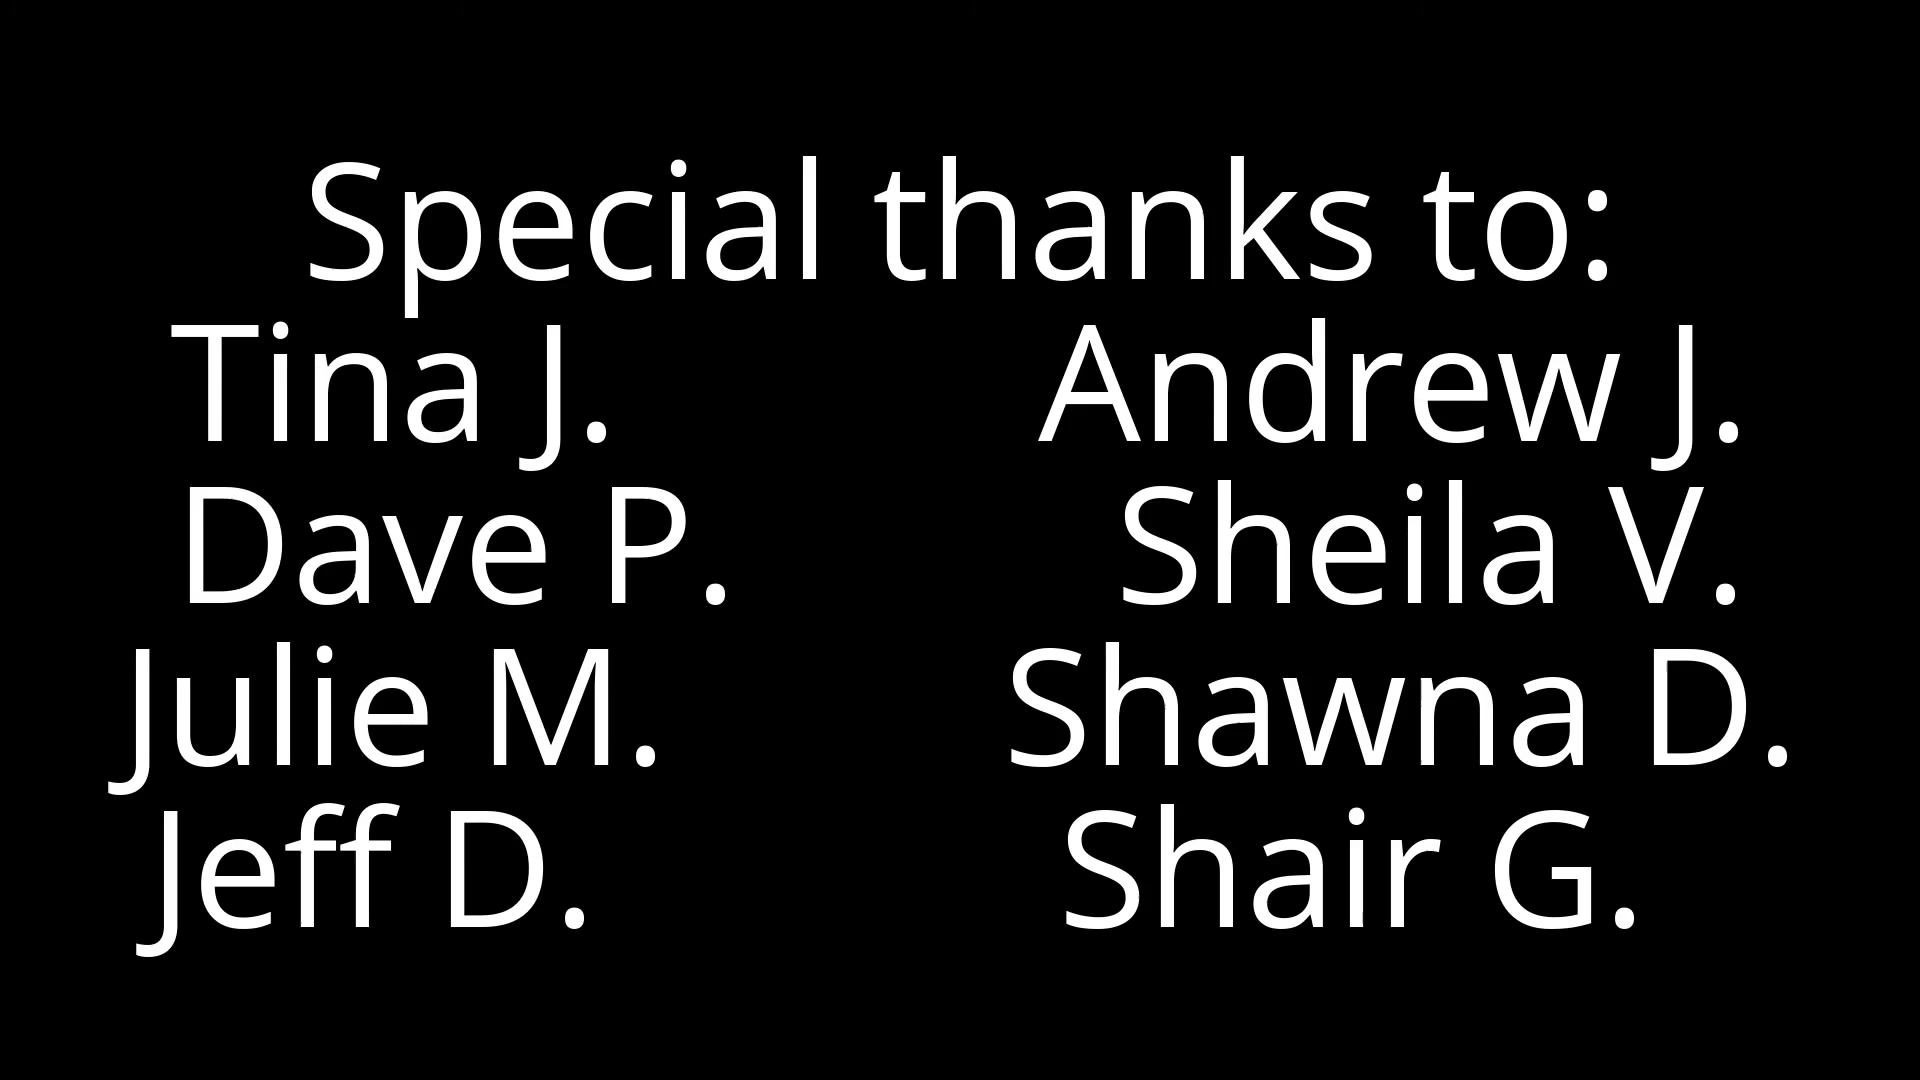 Special thanks to:
Tina J. Andrew J.
Dave P. Sheila V.
Julie M. Shawna D.
Jeff D. Shair G.